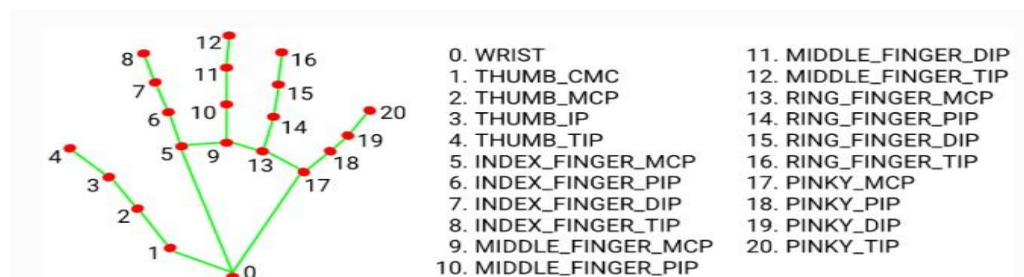 12
8
16
11
7
15
10
20
6
14
19
4
5
9
13
18
3
17
2
1
0
0. WRIST
1. THUMB_CMC
2. THUMB_MCP
3. THUMB_IP
4. THUMB_TIP
5. INDEX_FINGER_MCP
6. INDEX_FINGER_PIP
7. INDEX_FINGER_DIP
8. INDEX_FINGER_TIP
9. MIDDLE_FINGER_MCP
10. MIDDLE_FINGER_PIP
11. MIDDLE_FINGER_DIP
12. MIDDLE_FINGER_TIP
13. RING_FINGER_MCP
14. RING_FINGER_PIP
15. RING_FINGER_DIP
16. RING_FINGER_TIP
17. PINKY_MCP
18. PINKY_PIP
19. PINKY_DIP
20. PINKY_TIP